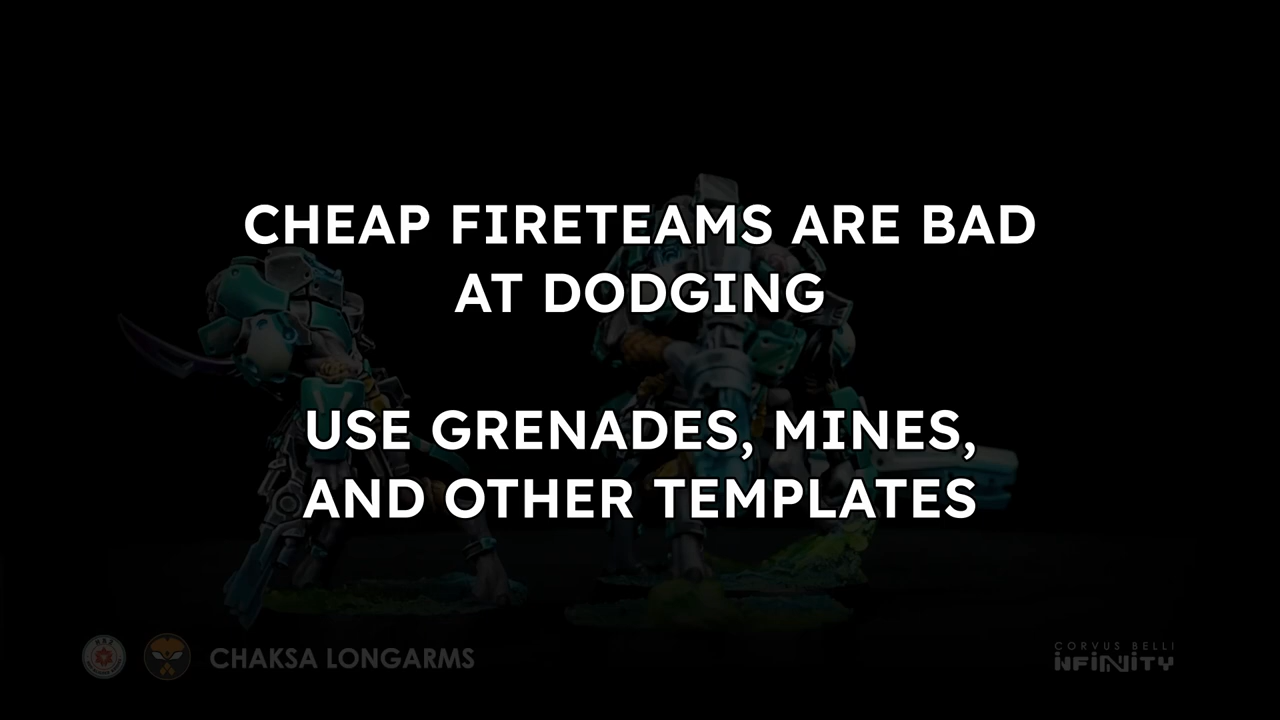 CHEAP FIRETEAMS ARE BAD
AT DODGING
USE GRENADES, MINES,
AND OTHER TEMPLATES
CHAKSA LONGARMS
CORVUS BELLI
INFINITY